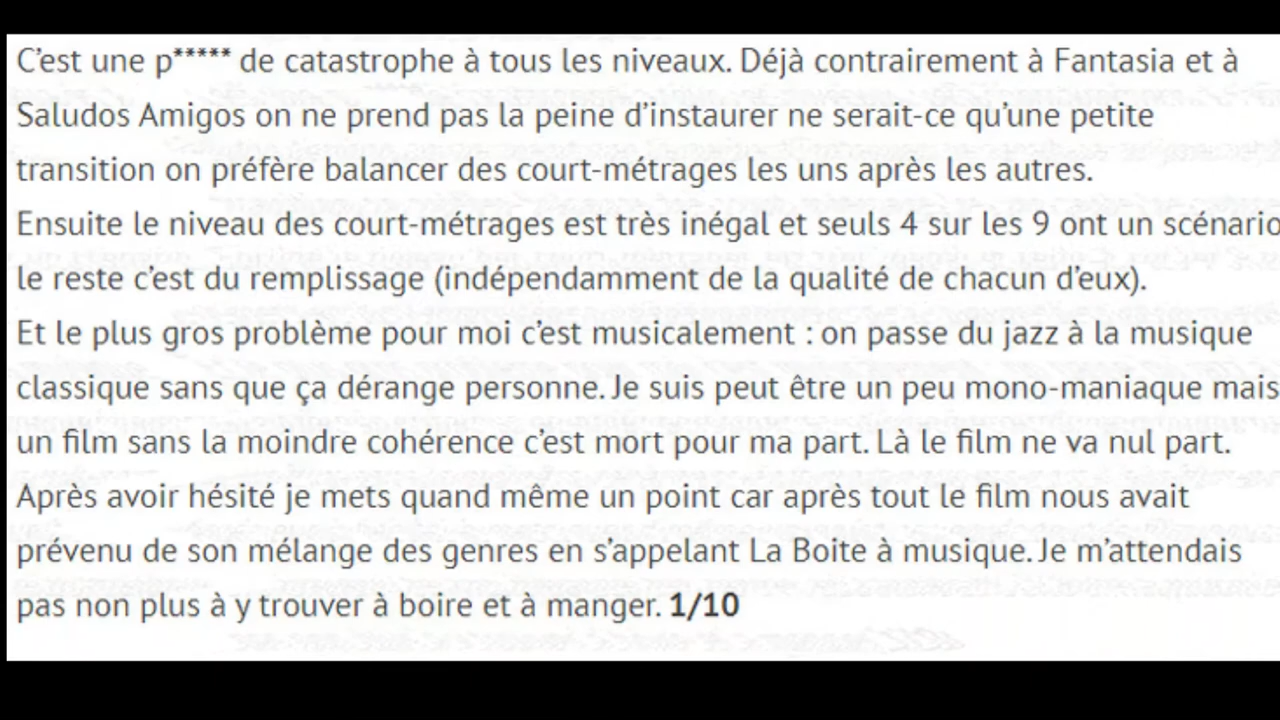 C’est une p***** de catastrophe à tous les niveaux. Déjà contrairement à Fantasia et à
Saludos Amigos on ne prend pas la peine d’instaurer ne serait-ce qu’une petite
transition on préfère balancer des court-métrages les uns après les autres.
Ensuite le niveau des court-métrages est très inégal et seuls 4 sur les 9 ont un scénario
le reste c’est du remplissage (indépendamment de la qualité de chacun d’eux).
Et le plus gros problème pour moi c’est musicalement : on passe du jazz à la musique
classique sans que ça dérange personne. Je suis peut être un peu mono-maniaque mais
un film sans la moindre cohérence c’est mort pour ma part. Là le film ne va nul part.
Après avoir hésité je mets quand même un point car après tout le film nous avait
prévenu de son mélange des genres en s’appelant La Boite à musique. Je m’attendais
pas non plus à y trouver à boire et à manger. 1/10